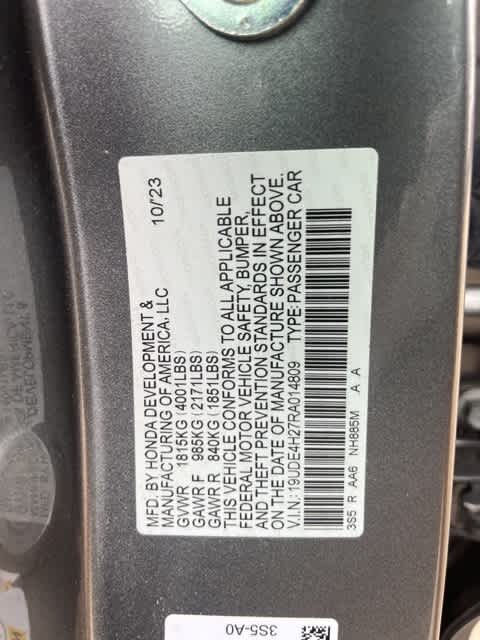 MFD. BY HONDA DEVELOPMENT & 10/'23
MANUFACTURING OF AMERICA, LLC
GVWR 1815KG (4001LBS)
GAWR F 985KG (2171LBS)
GAWR R 840KG (1851LBS)
THIS VEHICLE CONFORMS TO ALL APPLICABLE
FEDERAL MOTOR VEHICLE SAFETY, BUMPER,
AND THEFT PREVENTION STANDARDS IN EFFECT
ON THE DATE OF MANUFACTURE SHOWN ABOVE.
V.I.N.:19UDE4H27RA014809 TYPE:PASSENGER CAR
3S5 R AA6 NH885M A A
3S5-A0